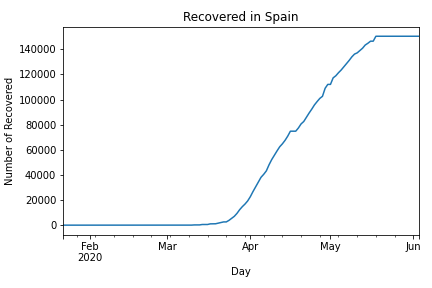 Recovered in Spain
Number of Recovered
140000
120000
100000
80000
60000
40000
20000
0
Feb
2020
Mar
Apr
May
Jun
Day